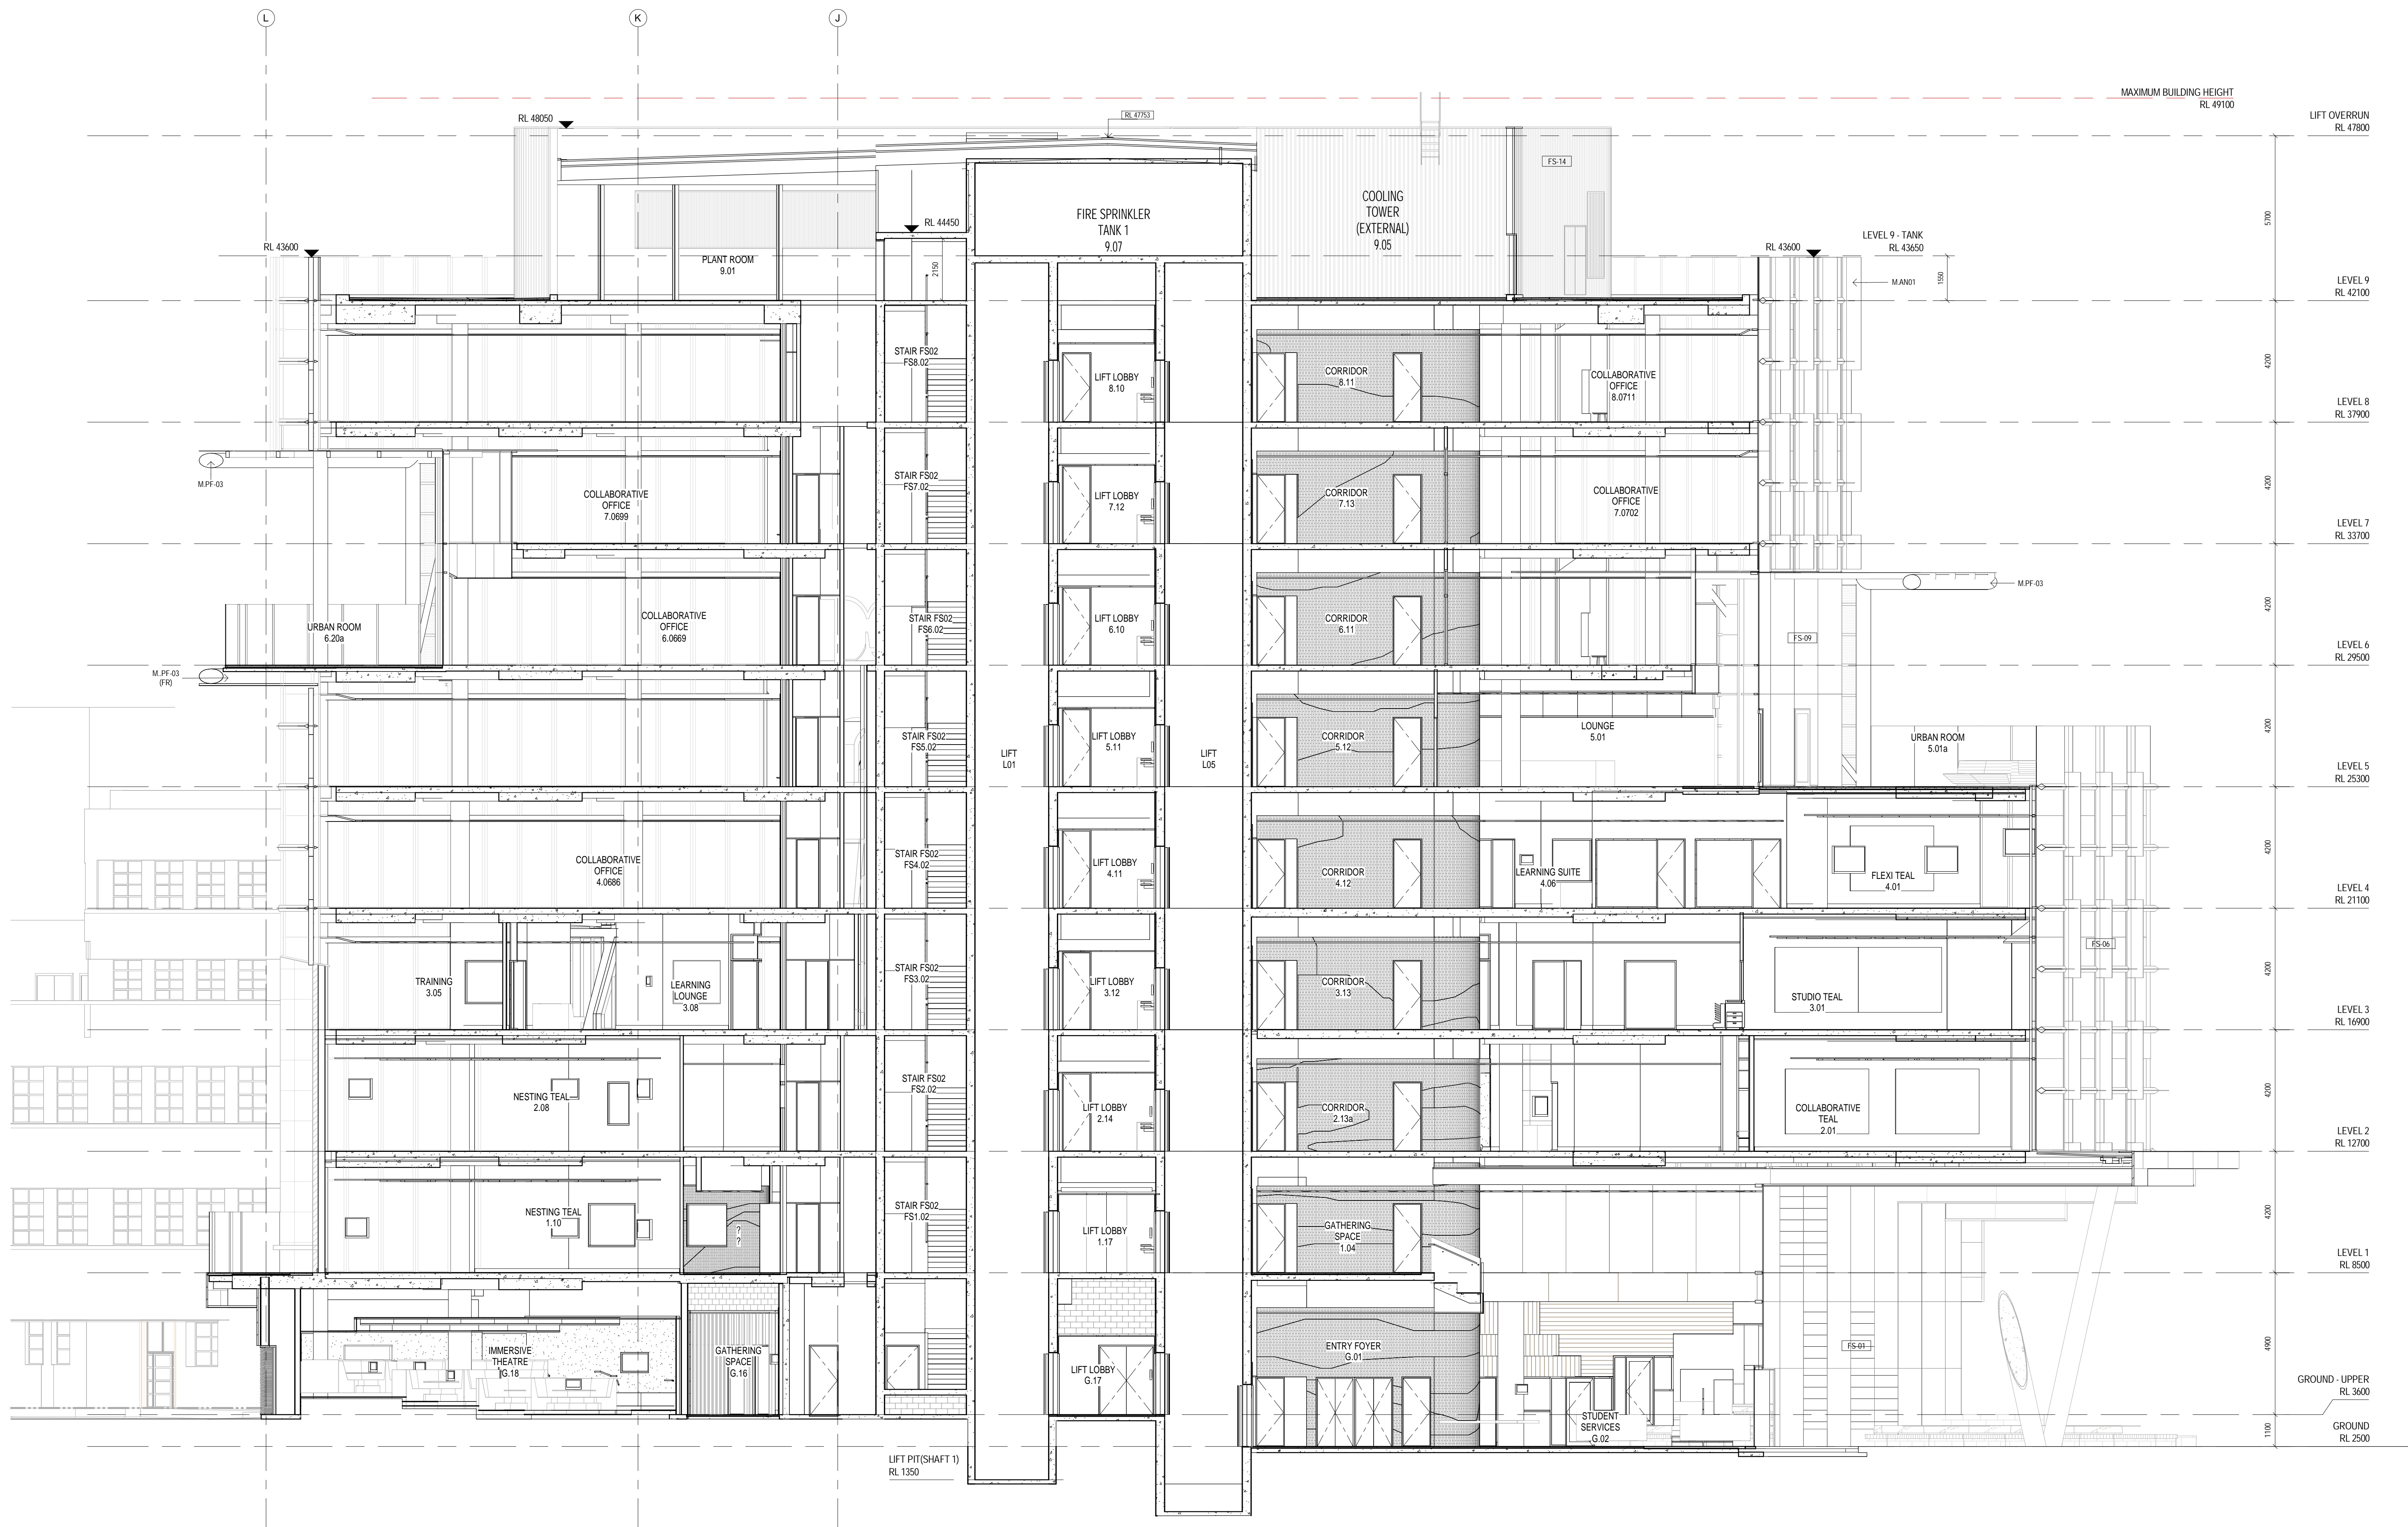 L
K
J
MAXIMUM BUILDING HEIGHT
RL 49100
RL 48050
RL 47753
LIFT OVERRUN
RL 47800
FS-14
COOLING
TOWER
(EXTERNAL)
9.05
FIRE SPRINKLER
TANK 1
9.07
RL 44450
5700
RL 43600
RL 43600
LEVEL 9 - TANK
RL 43650
PLANT ROOM
9.01
2150
M.AN01
1550
LEVEL 9
RL 42100
STAIR FS02
FS8.02
LIFT LOBBY
8.10
CORRIDOR
8.11
COLLABORATIVE
OFFICE
8.0711
4200
LEVEL 8
RL 37900
M.PF-03
COLLABORATIVE
OFFICE
7.0699
STAIR FS02
FS7.02
LIFT LOBBY
7.12
CORRIDOR
7.13
COLLABORATIVE
OFFICE
7.0702
4200
LEVEL 7
RL 33700
M.PF-03
URBAN ROOM
6.20a
COLLABORATIVE
OFFICE
6.0669
STAIR FS02
FS6.02
LIFT LOBBY
6.10
CORRIDOR
6.11
FS-09
4200
LEVEL 6
RL 29500
M..PF-03
(FR)
STAIR FS02
FS5.02
LIFT
L01
LIFT LOBBY
5.11
LIFT
L05
CORRIDOR
5.12
LOUNGE
5.01
URBAN ROOM
5.01a
4200
LEVEL 5
RL 25300
COLLABORATIVE
OFFICE
4.0686
STAIR FS02
FS4.02
LIFT LOBBY
4.11
CORRIDOR
4.12
LEARNING SUITE
4.06
FLEXI TEAL
4.01
4200
LEVEL 4
RL 21100
TRAINING
3.05
LEARNING
LOUNGE
3.08
STAIR FS02
FS3.02
LIFT LOBBY
3.12
CORRIDOR
3.13
STUDIO TEAL
3.01
FS-06
4200
LEVEL 3
RL 16900
NESTING TEAL
2.08
STAIR FS02
FS2.02
LIFT LOBBY
2.14
CORRIDOR
2.13a
COLLABORATIVE
TEAL
2.01
4200
LEVEL 2
RL 12700
NESTING TEAL
1.10
?
?
STAIR FS02
FS1.02
LIFT LOBBY
1.17
GATHERING
SPACE
1.04
4200
LEVEL 1
RL 8500
IMMERSIVE
THEATRE
G.18
GATHERING
SPACE
G.16
LIFT LOBBY
G.17
ENTRY FOYER
G.01
STUDENT
SERVICES
G.02
FS-01
4900
GROUND - UPPER
RL 3600
1100
GROUND
RL 2500
LIFT PIT(SHAFT 1)
RL 1350